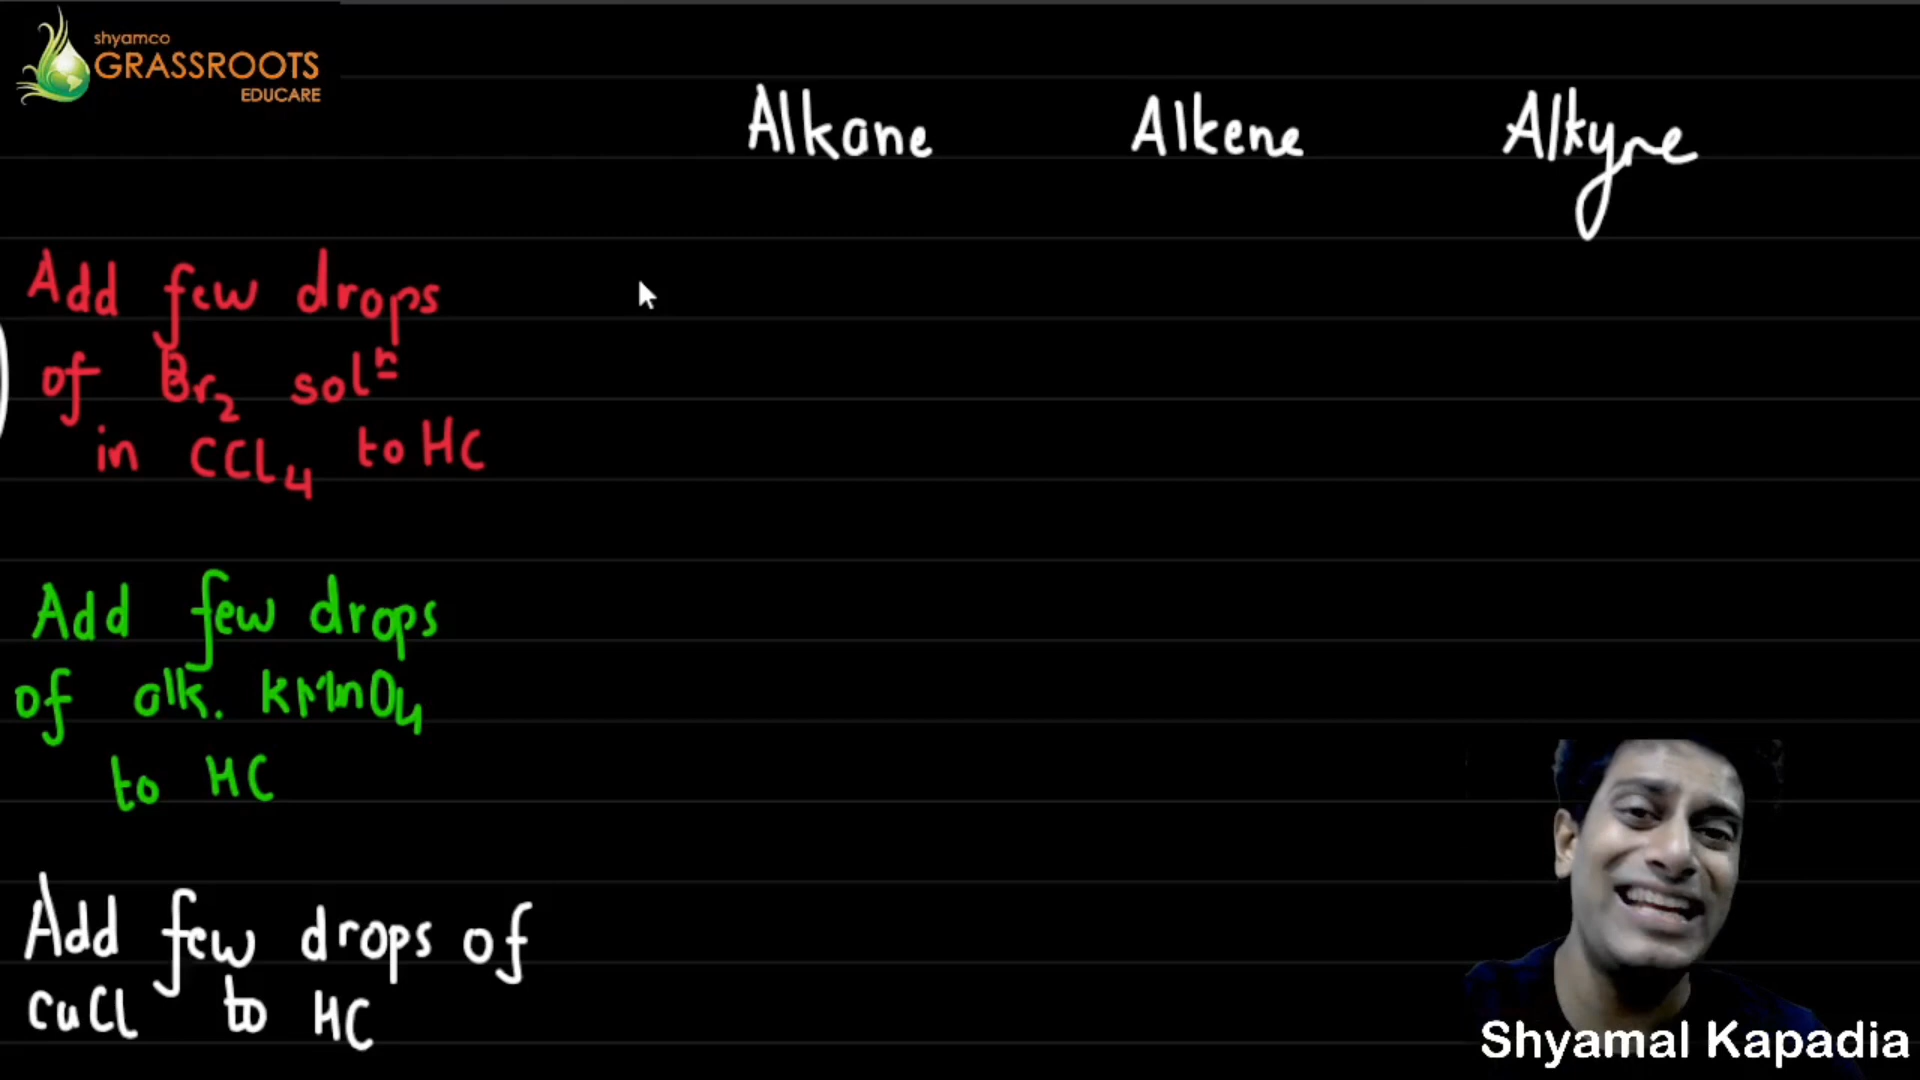 shyamco
GRASSROOTS
EDUCARE
Alkane Alkene Alkyne
Add few drops
of Br₂ solⁿ
in CCl₄ to HC
Add few drops
of alk. KMnO₄
to HC
Add few drops of
CuCl to HC
Shyamal Kapadia